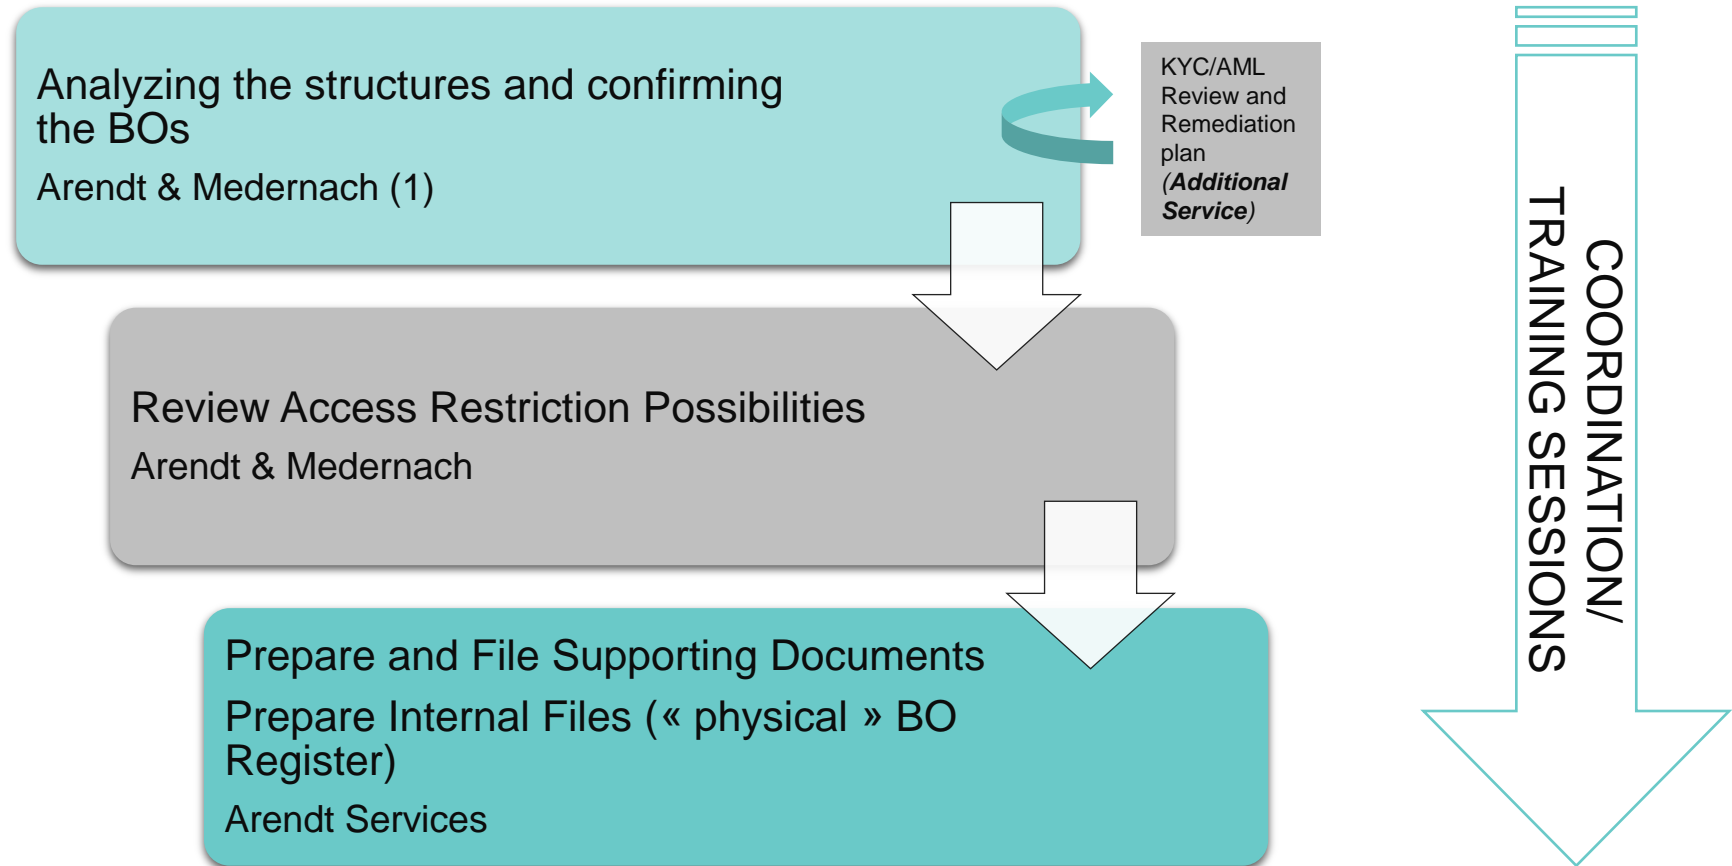 Analyzing the structures and confirming
the BOs
Arendt & Medernach (1)
KYC/AML
Review and
Remediation
plan
(Additional
Service)
Review Access Restriction Possibilities
Arendt & Medernach
Prepare and File Supporting Documents
Prepare Internal Files (« physical » BO
Register)
Arendt Services
COORDINATION/
TRAINING SESSIONS